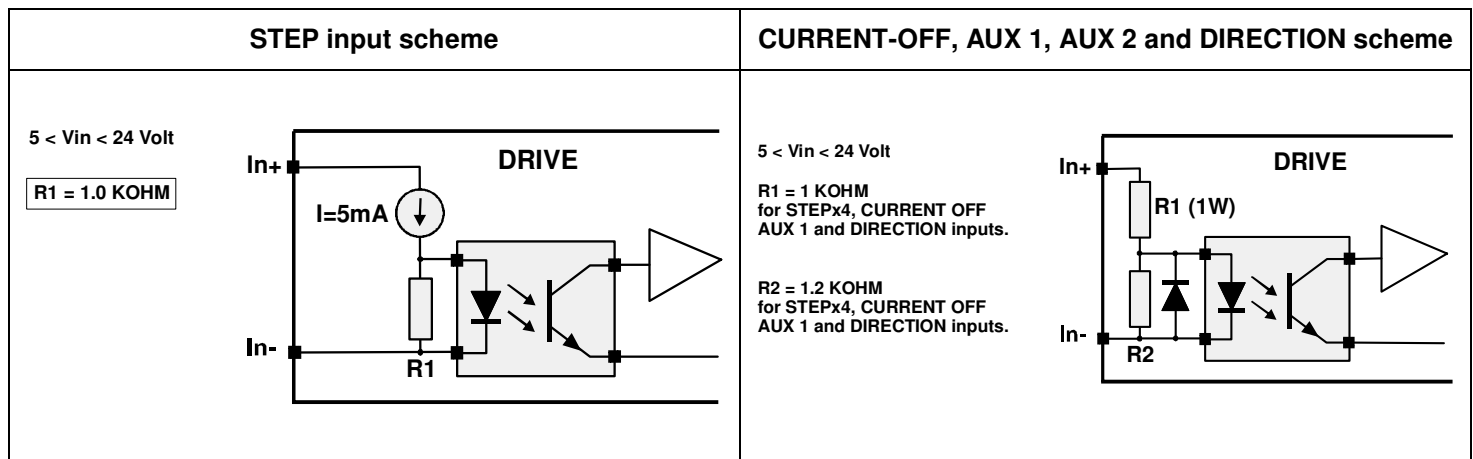 STEP input scheme
CURRENT-OFF, AUX 1, AUX 2 and DIRECTION scheme
5 < Vin < 24 Volt
R1 = 1.0 KOHM
In+
DRIVE
I=5mA
In-
R1
5 < Vin < 24 Volt
R1 = 1 KOHM
for STEPx4, CURRENT OFF
AUX 1 and DIRECTION inputs.
R2 = 1.2 KOHM
for STEPx4, CURRENT OFF
AUX 1 and DIRECTION inputs.
In+
DRIVE
R1 (1W)
In-
R2